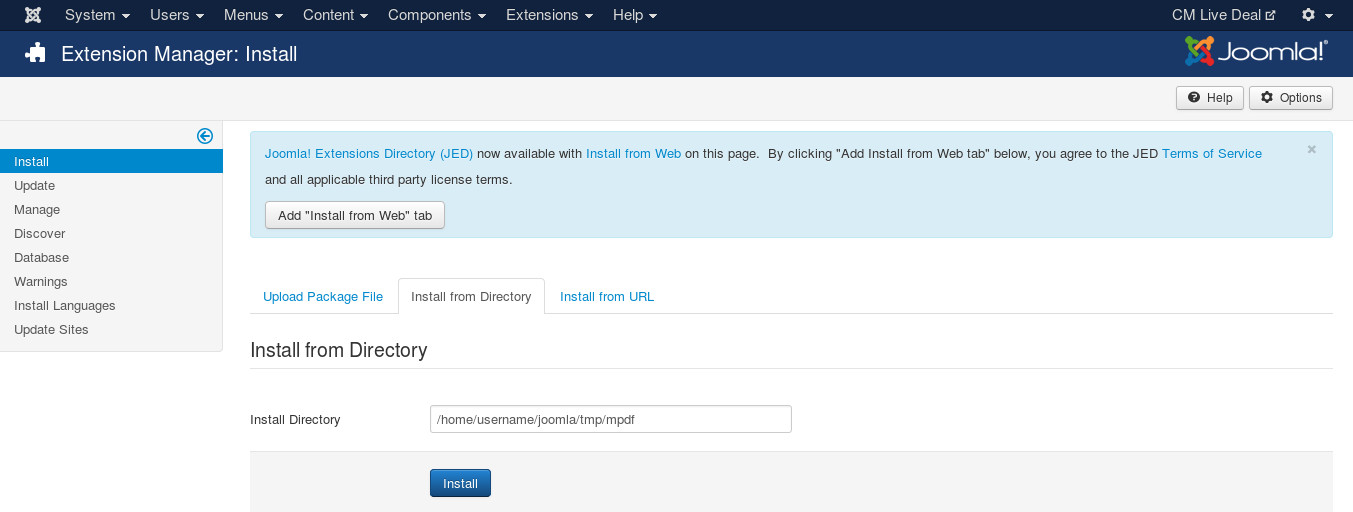 System Users Menus Content Components Extensions Help CM Live Deal
Extension Manager: Install Joomla!®
Help Options
Install
Update
Manage
Discover
Database
Warnings
Install Languages
Update Sites
Joomla! Extensions Directory (JED) now available with Install from Web on this page. By clicking "Add Install from Web tab" below, you agree to the JED Terms of Service
and all applicable third party license terms.
Add "Install from Web" tab
Upload Package File Install from Directory Install from URL
Install from Directory
Install Directory /home/username/joomla/tmp/mpdf
Install